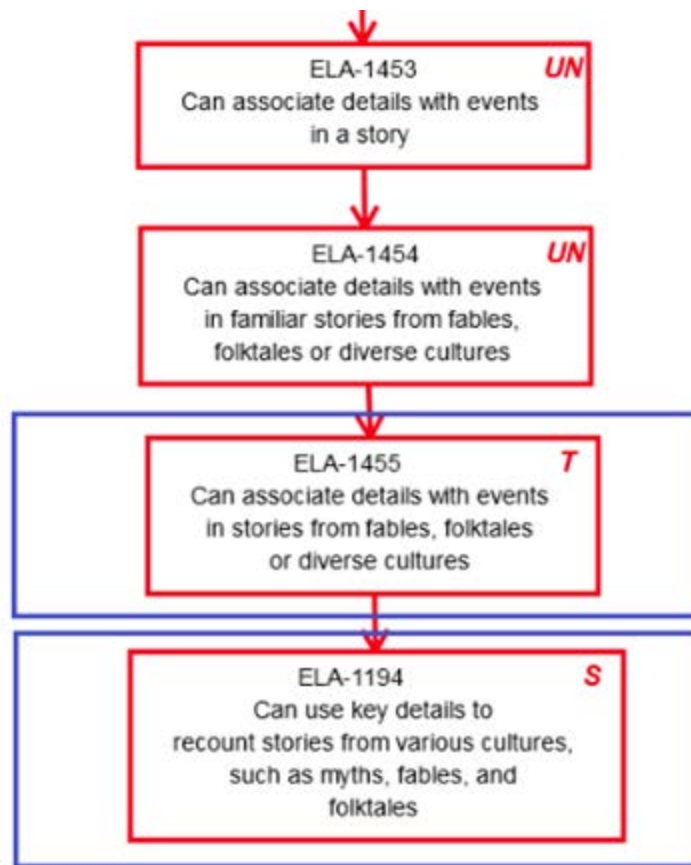 ELA-1453 UN
Can associate details with events
in a story
ELA-1454 UN
Can associate details with events
in familiar stories from fables,
folktales or diverse cultures
ELA-1455 T
Can associate details with events
in stories from fables, folktales
or diverse cultures
ELA-1194 S
Can use key details to
recount stories from various cultures,
such as myths, fables, and
folktales